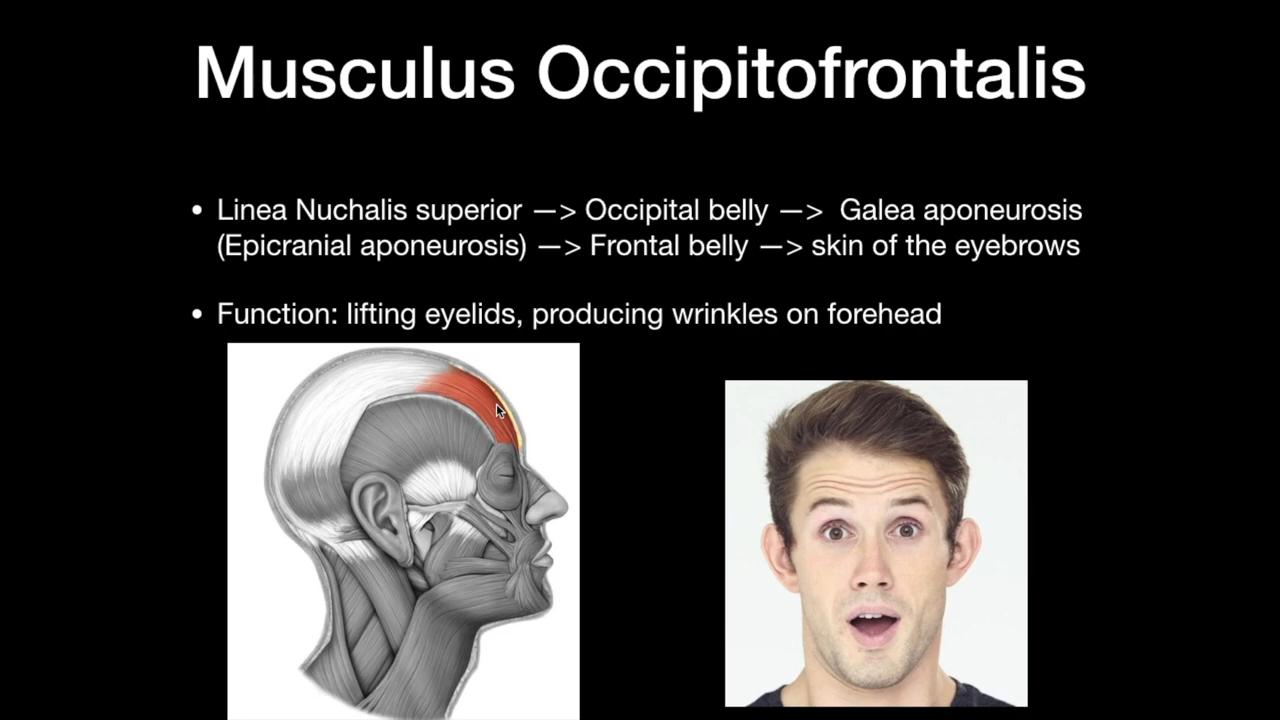 Musculus Occipitofrontalis
• Linea Nuchalis superior —> Occipital belly —> Galea aponeurosis
(Epicranial aponeurosis) —> Frontal belly —> skin of the eyebrows
• Function: lifting eyelids, producing wrinkles on forehead